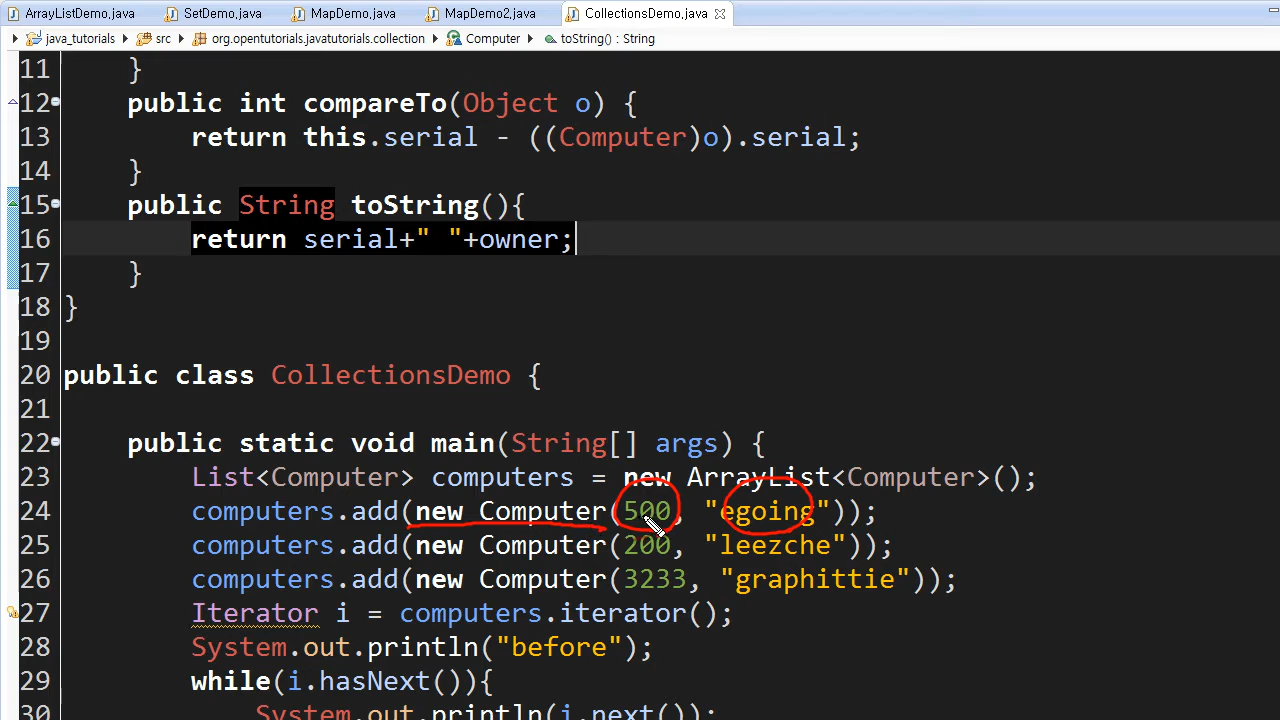 ArrayListDemo.java SetDemo.java MapDemo.java MapDemo2.java CollectionsDemo.java
java_tutorials src org.opentutorials.javatutorials.collection Computer toString() : String
11 }
12 public int compareTo(Object o) {
13 return this.serial - ((Computer)o).serial;
14 }
15 public String toString(){
16 return serial+" "+owner;
17 }
18 }
19
20 public class CollectionsDemo {
21
22 public static void main(String[] args) {
23 List<Computer> computers = new ArrayList<Computer>();
24 computers.add(new Computer(500, "egoing"));
25 computers.add(new Computer(200, "leezche"));
26 computers.add(new Computer(3233, "graphittie"));
27 Iterator i = computers.iterator();
28 System.out.println("before");
29 while(i.hasNext()){
30 System.out.println(i.next());